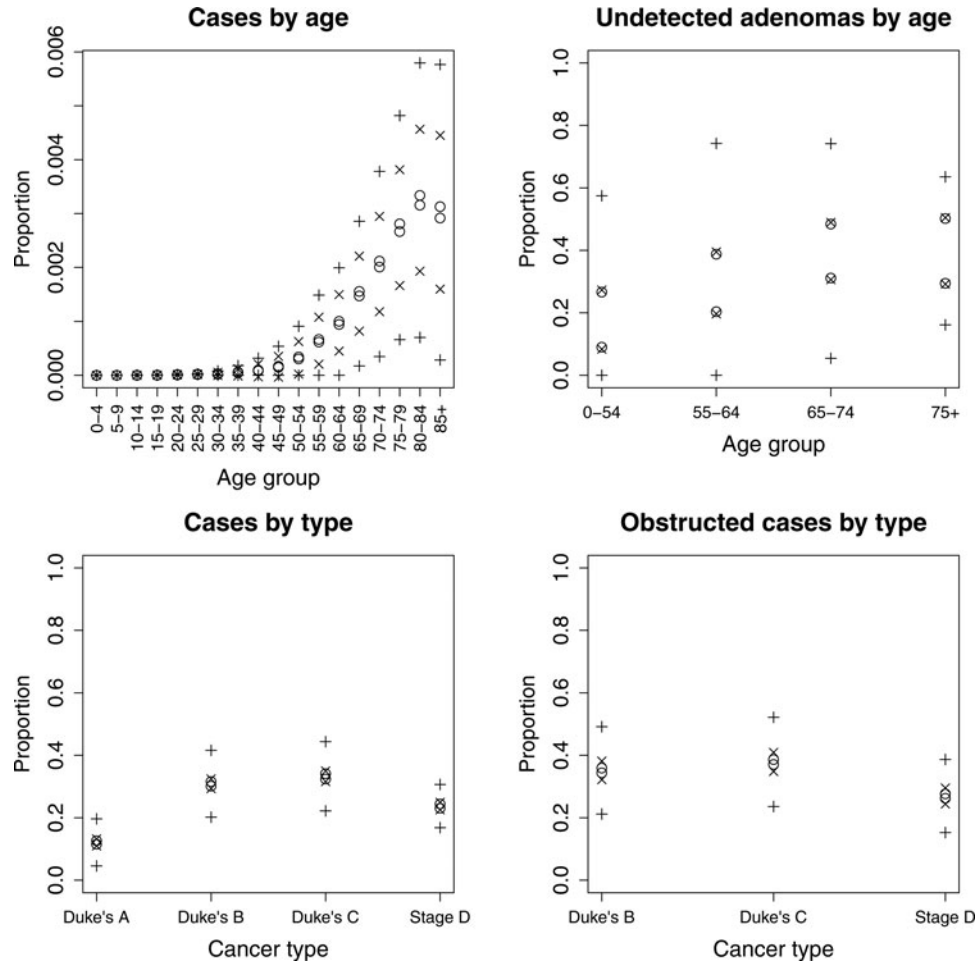 Cases by age
Proportion
0.000 0.002 0.004 0.006
0–4 5–9 10–14 15–19 20–24 25–29 30–34 35–39 40–44 45–49 50–54 55–59 60–64 65–69 70–74 75–79 80–84 85+
Age group
Undetected adenomas by age
Proportion
0.0 0.2 0.4 0.6 0.8 1.0
0–54 55–64 65–74 75+
Age group
Cases by type
Proportion
0.0 0.2 0.4 0.6 0.8 1.0
Duke's A Duke's B Duke's C Stage D
Cancer type
Obstructed cases by type
Proportion
0.0 0.2 0.4 0.6 0.8 1.0
Duke's B Duke's C Stage D
Cancer type